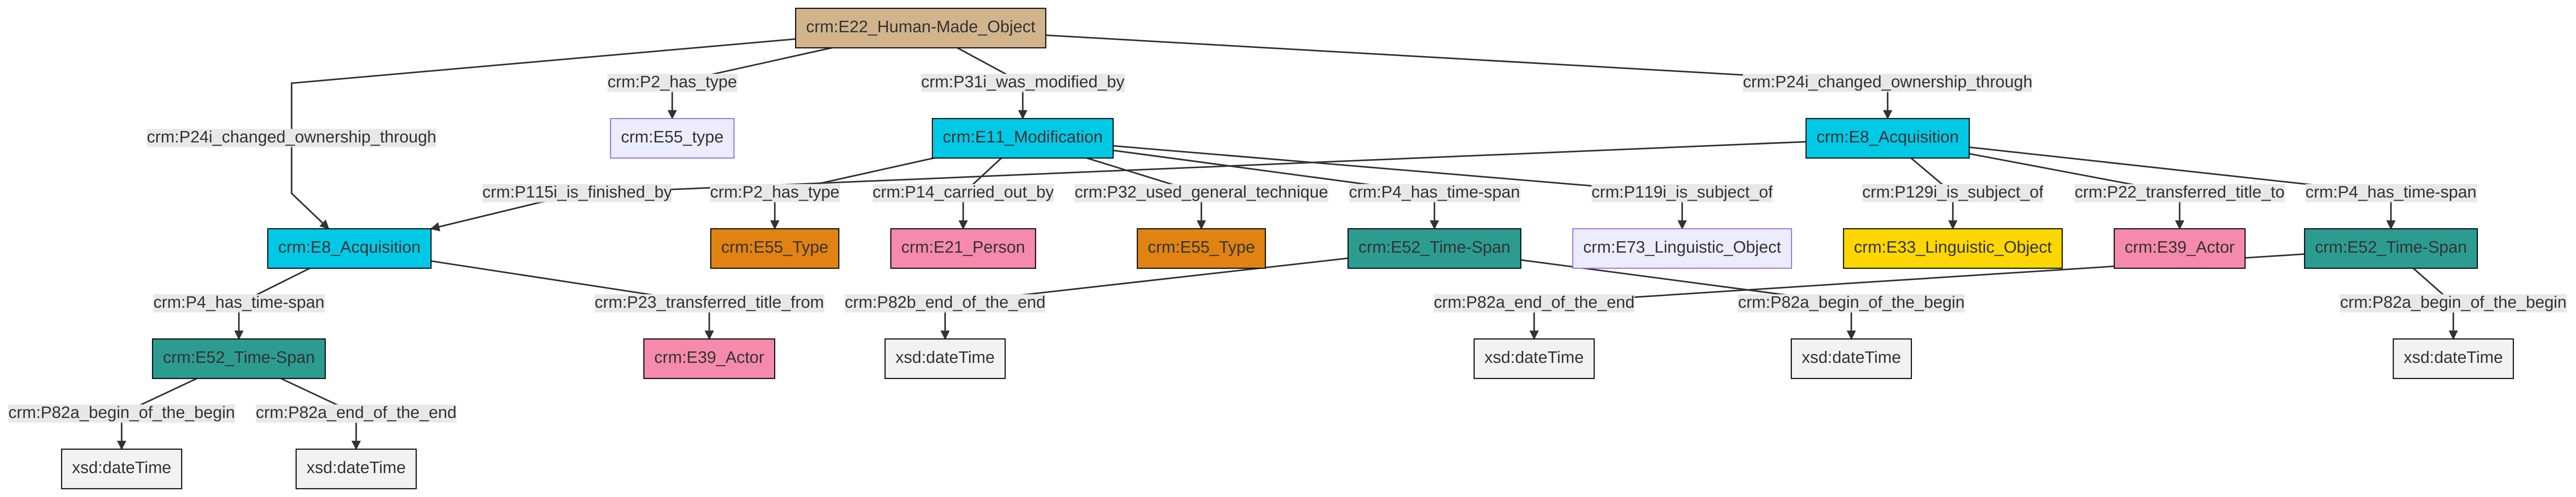 crm:E22_Human-Made_Object
crm:P2_has_type
crm:P31i_was_modified_by
crm:P24i_changed_ownership_through
crm:P24i_changed_ownership_through
crm:E55_type
crm:E11_Modification
crm:E8_Acquisition
crm:P115i_is_finished_by
crm:P2_has_type
crm:P14_carried_out_by
crm:P32_used_general_technique
crm:P4_has_time-span
crm:P119i_is_subject_of
crm:P129i_is_subject_of
crm:P22_transferred_title_to
crm:P4_has_time-span
crm:E8_Acquisition
crm:E55_Type
crm:E21_Person
crm:E55_Type
crm:E52_Time-Span
crm:E73_Linguistic_Object
crm:E33_Linguistic_Object
crm:E39_Actor
crm:E52_Time-Span
crm:P4_has_time-span
crm:P23_transferred_title_from
crm:P82b_end_of_the_end
crm:P82a_end_of_the_end
crm:P82a_begin_of_the_begin
crm:P82a_begin_of_the_begin
crm:E52_Time-Span
crm:E39_Actor
xsd:dateTime
xsd:dateTime
xsd:dateTime
xsd:dateTime
crm:P82a_begin_of_the_begin
crm:P82a_end_of_the_end
xsd:dateTime
xsd:dateTime